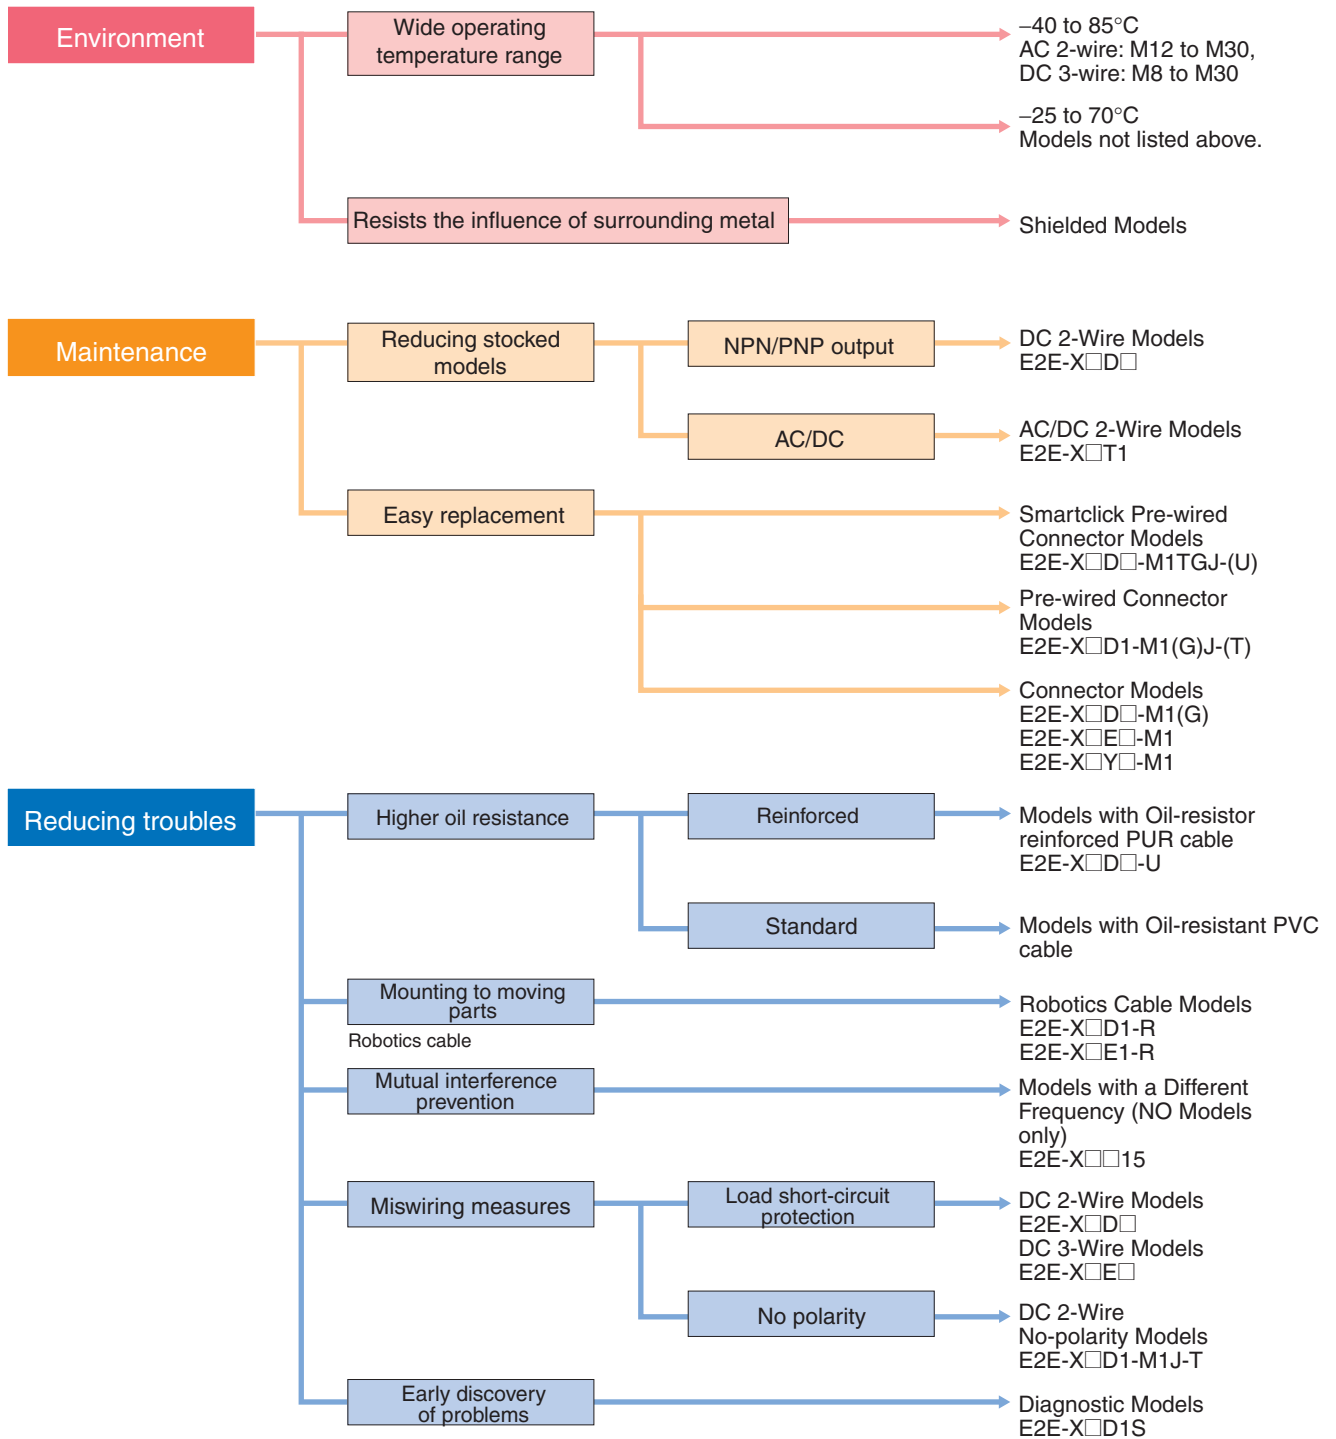 Environment
Wide operating
temperature range
–40 to 85°C
AC 2-wire: M12 to M30,
DC 3-wire: M8 to M30
–25 to 70°C
Models not listed above.
Resists the influence of surrounding metal
Shielded Models
Maintenance
Reducing stocked
models
NPN/PNP output
DC 2-Wire Models
E2E-X□D□
AC/DC
AC/DC 2-Wire Models
E2E-X□T1
Easy replacement
Smartclick Pre-wired
Connector Models
E2E-X□D□-M1TGJ-(U)
Pre-wired Connector
Models
E2E-X□D1-M1(G)J-(T)
Connector Models
E2E-X□D□-M1(G)
E2E-X□E□-M1
E2E-X□Y□-M1
Reducing troubles
Higher oil resistance
Reinforced
Models with Oil-resistor
reinforced PUR cable
E2E-X□D□-U
Standard
Models with Oil-resistant PVC
cable
Mounting to moving
parts
Robotics cable
Robotics Cable Models
E2E-X□D1-R
E2E-X□E1-R
Mutual interference
prevention
Models with a Different
Frequency (NO Models
only)
E2E-X□□15
Miswiring measures
Load short-circuit
protection
DC 2-Wire Models
E2E-X□D□
DC 3-Wire Models
E2E-X□E□
No polarity
DC 2-Wire
No-polarity Models
E2E-X□D1-M1J-T
Early discovery
of problems
Diagnostic Models
E2E-X□D1S